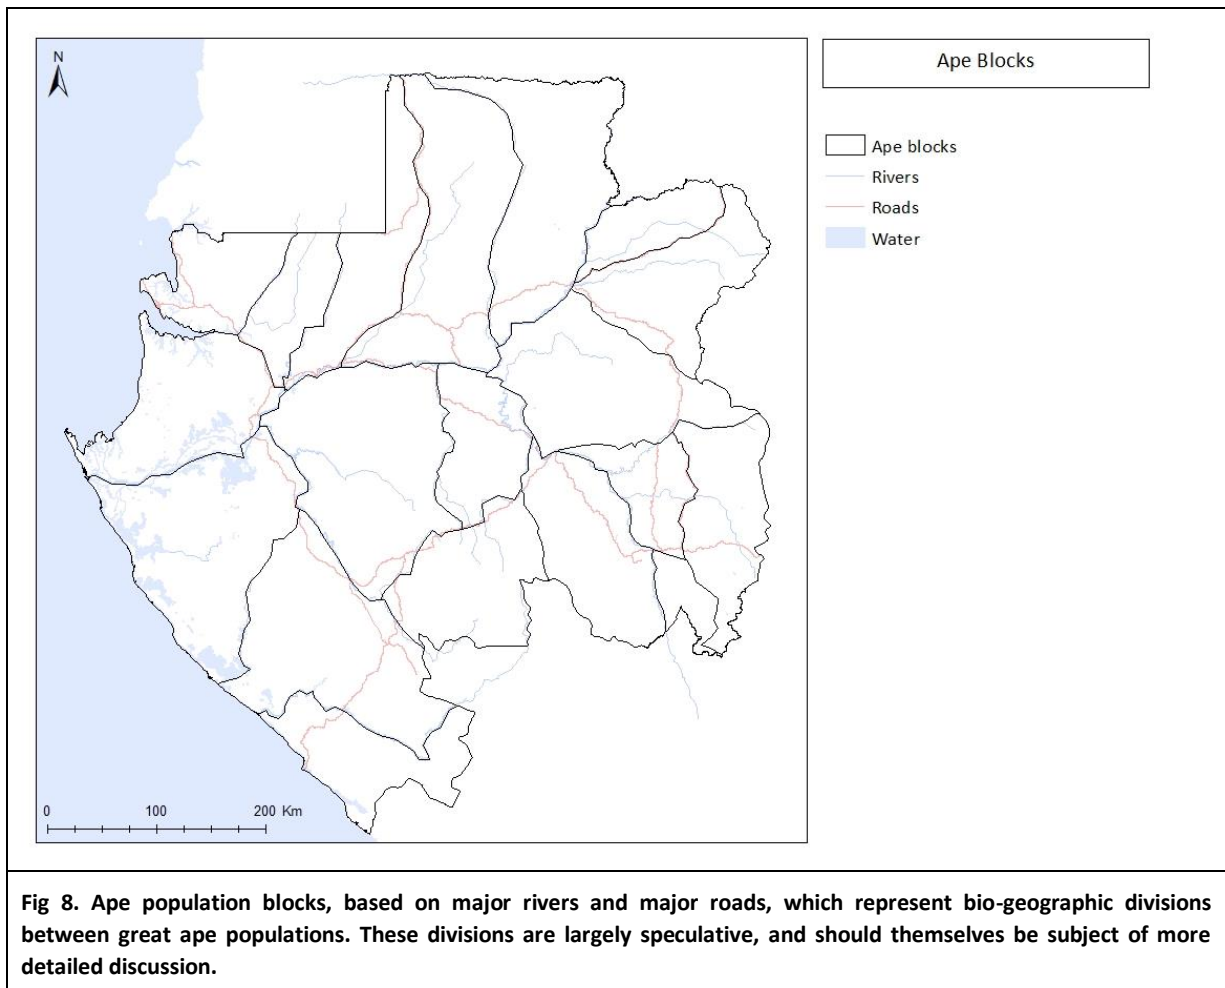 N
Ape Blocks
Ape blocks
Rivers
Roads
Water
0 100 200 Km
Fig 8. Ape population blocks, based on major rivers and major roads, which represent bio-geographic divisions
between great ape populations. These divisions are largely speculative, and should themselves be subject of more
detailed discussion.